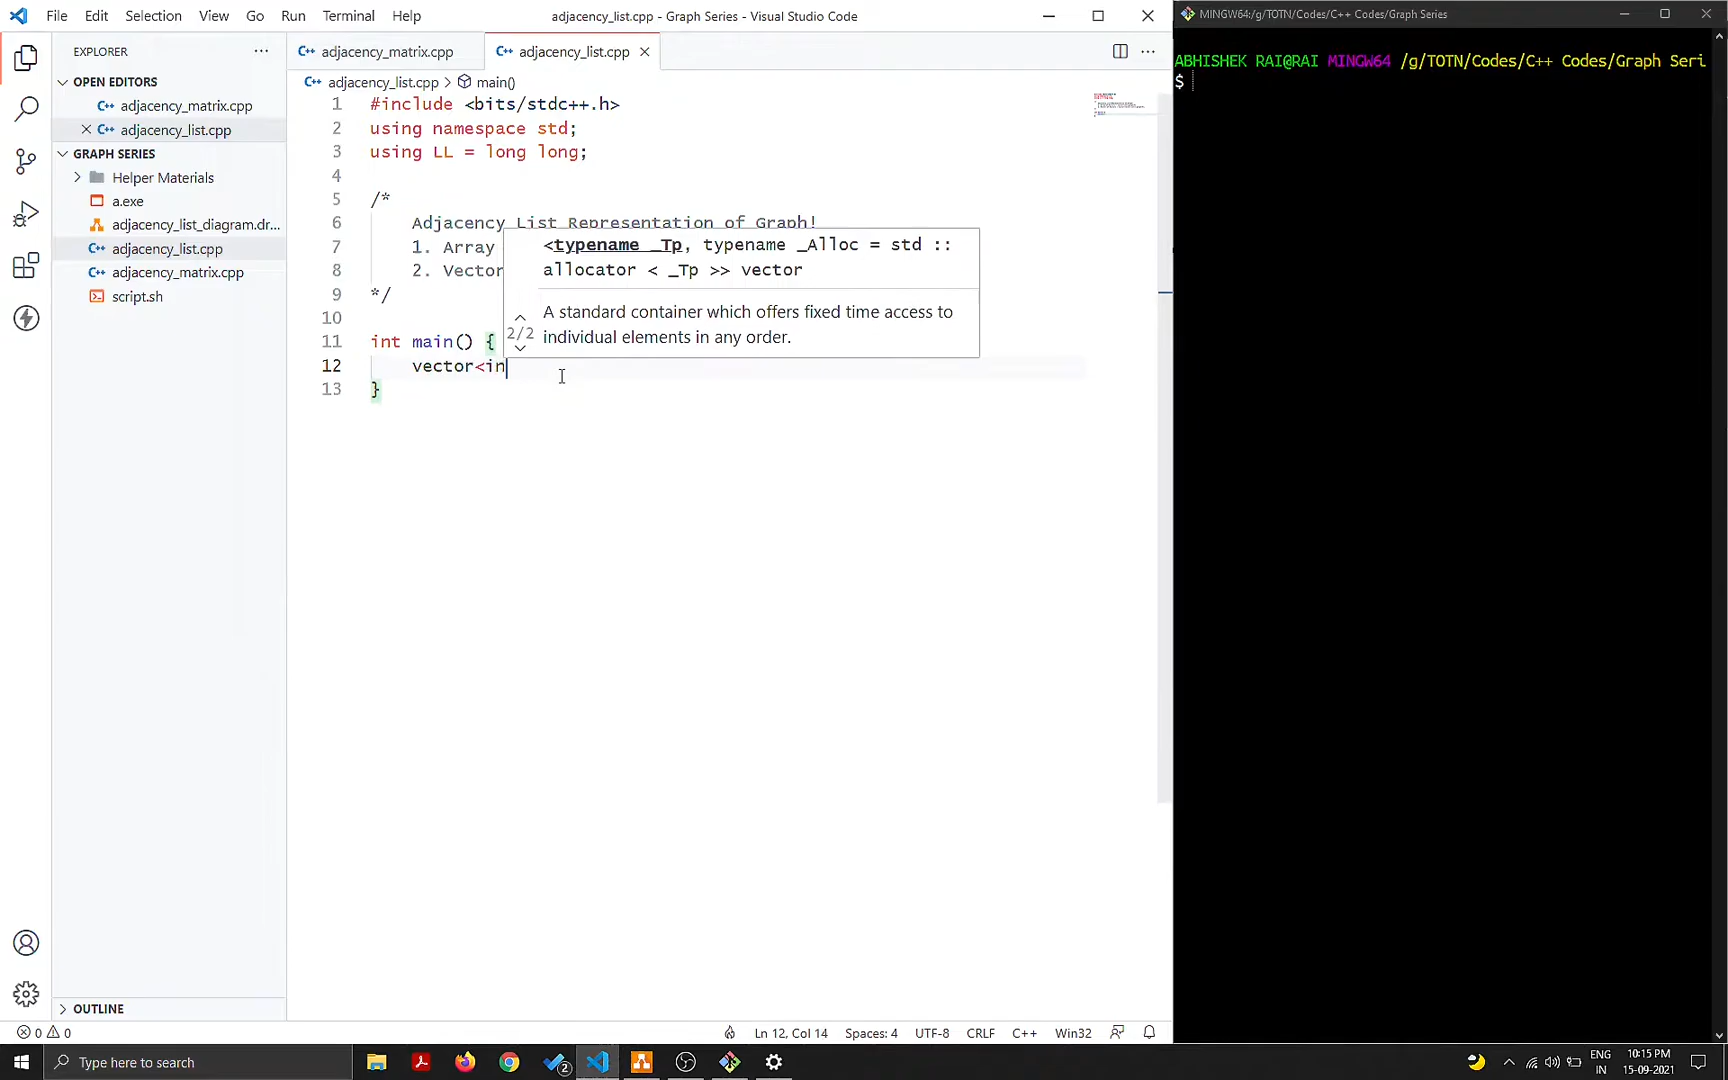 File Edit Selection View Go Run Terminal Help
adjacency_list.cpp - Graph Series - Visual Studio Code
EXPLORER
OPEN EDITORS
adjacency_matrix.cpp
adjacency_list.cpp
GRAPH SERIES
Helper Materials
a.exe
adjacency_list_diagram.dr...
adjacency_list.cpp
adjacency_matrix.cpp
script.sh
OUTLINE
adjacency_matrix.cpp
adjacency_list.cpp
adjacency_list.cpp > main()
1 #include <bits/stdc++.h>
2 using namespace std;
3 using LL = long long;
4
5 /*
6 Adjacency List Representation of Graph!
7 1. Array
8 2. Vector
9 */
10
11 int main() {
12 vector<in
13 }
<typename _Tp, typename _Alloc = std ::
allocator < _Tp >> vector
2/2
A standard container which offers fixed time access to
individual elements in any order.
MINGW64:/g/TOTN/Codes/C++ Codes/Graph Series
ABHISHEK RAI@RAI MINGW64 /g/TOTN/Codes/C++ Codes/Graph Seri
$
0 0
Ln 12, Col 14 Spaces: 4 UTF-8 CRLF C++ Win32
Type here to search
2
ENG
IN
10:15 PM
15-09-2021